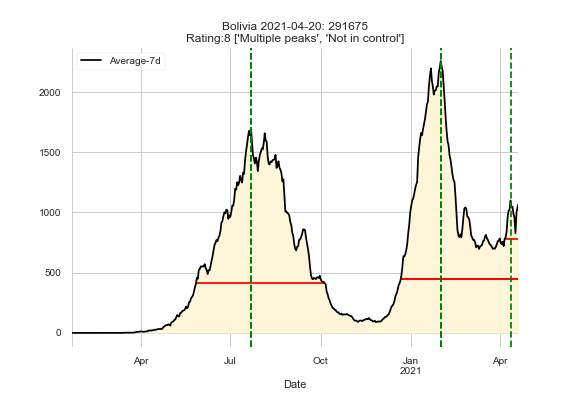 Bolivia 2021-04-20: 291675
Rating:8 ['Multiple peaks', 'Not in control']
Average-7d
2000
1500
1000
500
0
Apr
Jul
Oct
Jan
2021
Apr
Date